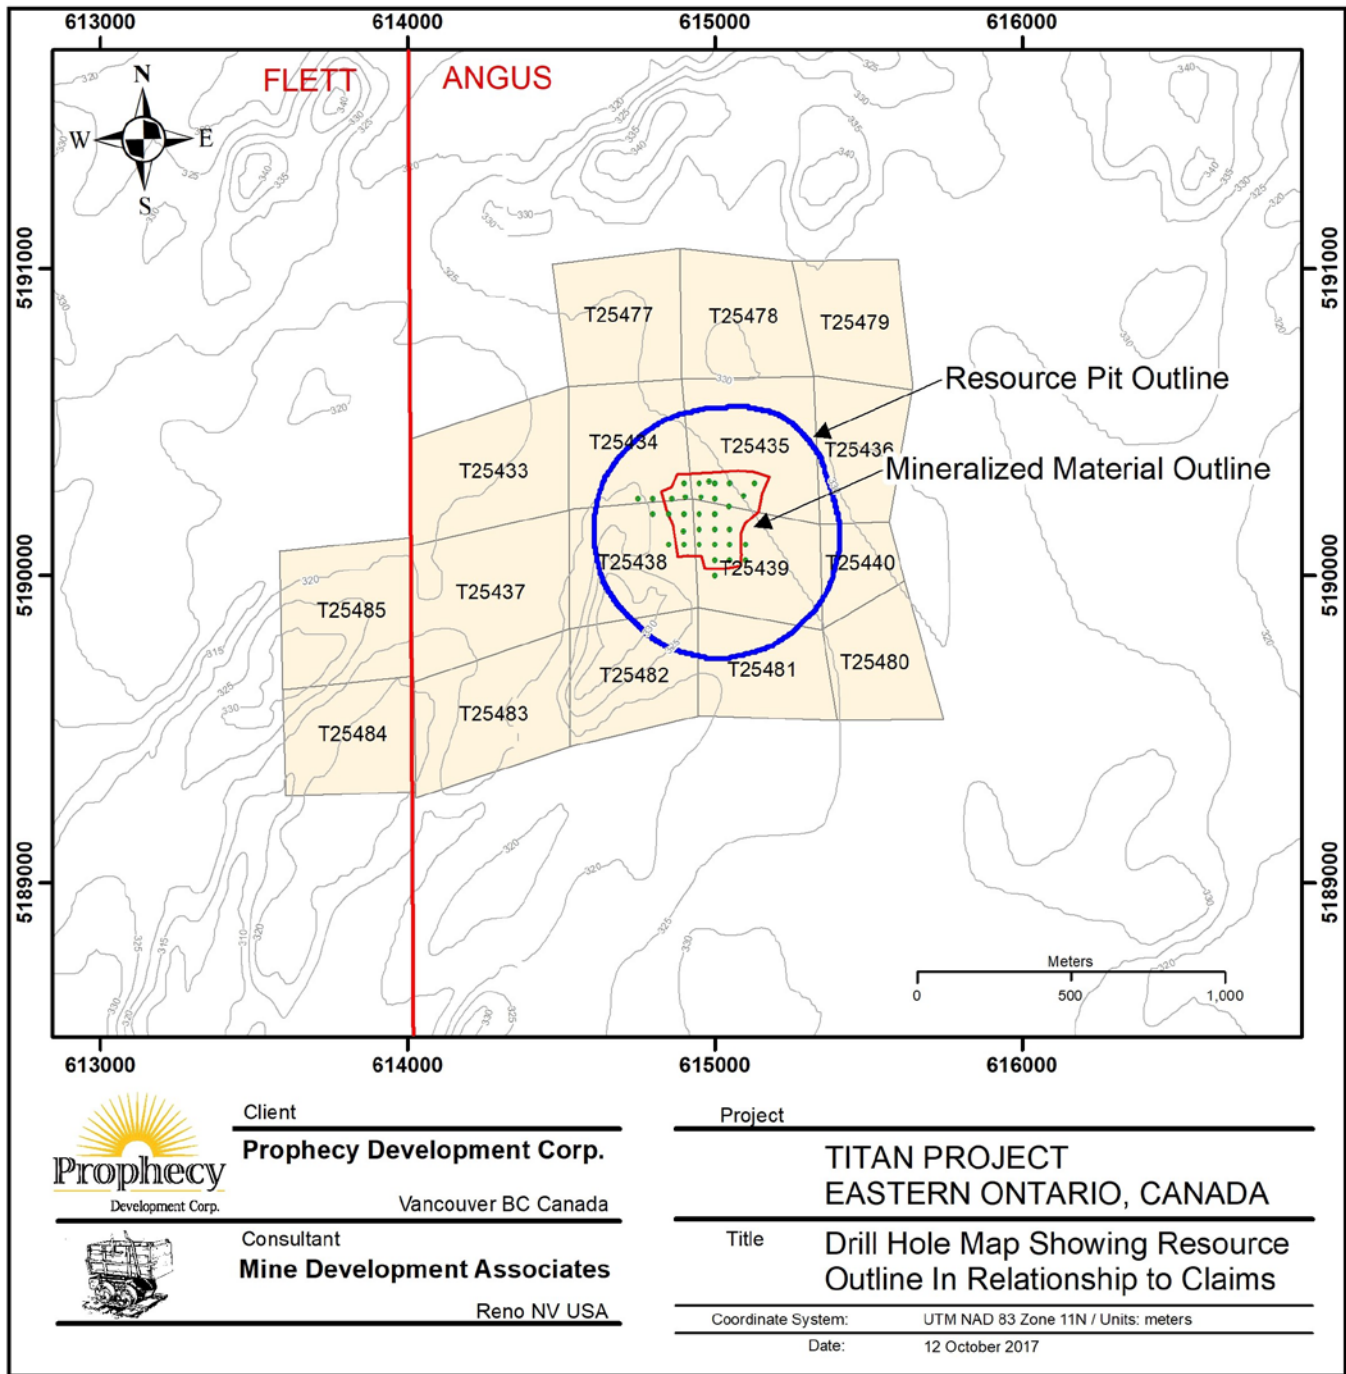 613000 614000 615000 616000
FLETT ANGUS
N
W E
S
5191000 5191000
T25477 T25478 T25479
Resource Pit Outline
T25434 T25435 T25436
T25433
Mineralized Material Outline
5190000 5190000
T25438 T25439 T25440
T25485 T25437
T25482 T25481 T25480
T25484 T25483
5189000 5189000
Meters
0 500 1,000
613000 614000 615000 616000
Prophecy
Development Corp.
Client
Prophecy Development Corp.
Vancouver BC Canada
Consultant
Mine Development Associates
Reno NV USA
Project
TITAN PROJECT
EASTERN ONTARIO, CANADA
Title
Drill Hole Map Showing Resource
Outline In Relationship to Claims
Coordinate System: UTM NAD 83 Zone 11N / Units: meters
Date: 12 October 2017